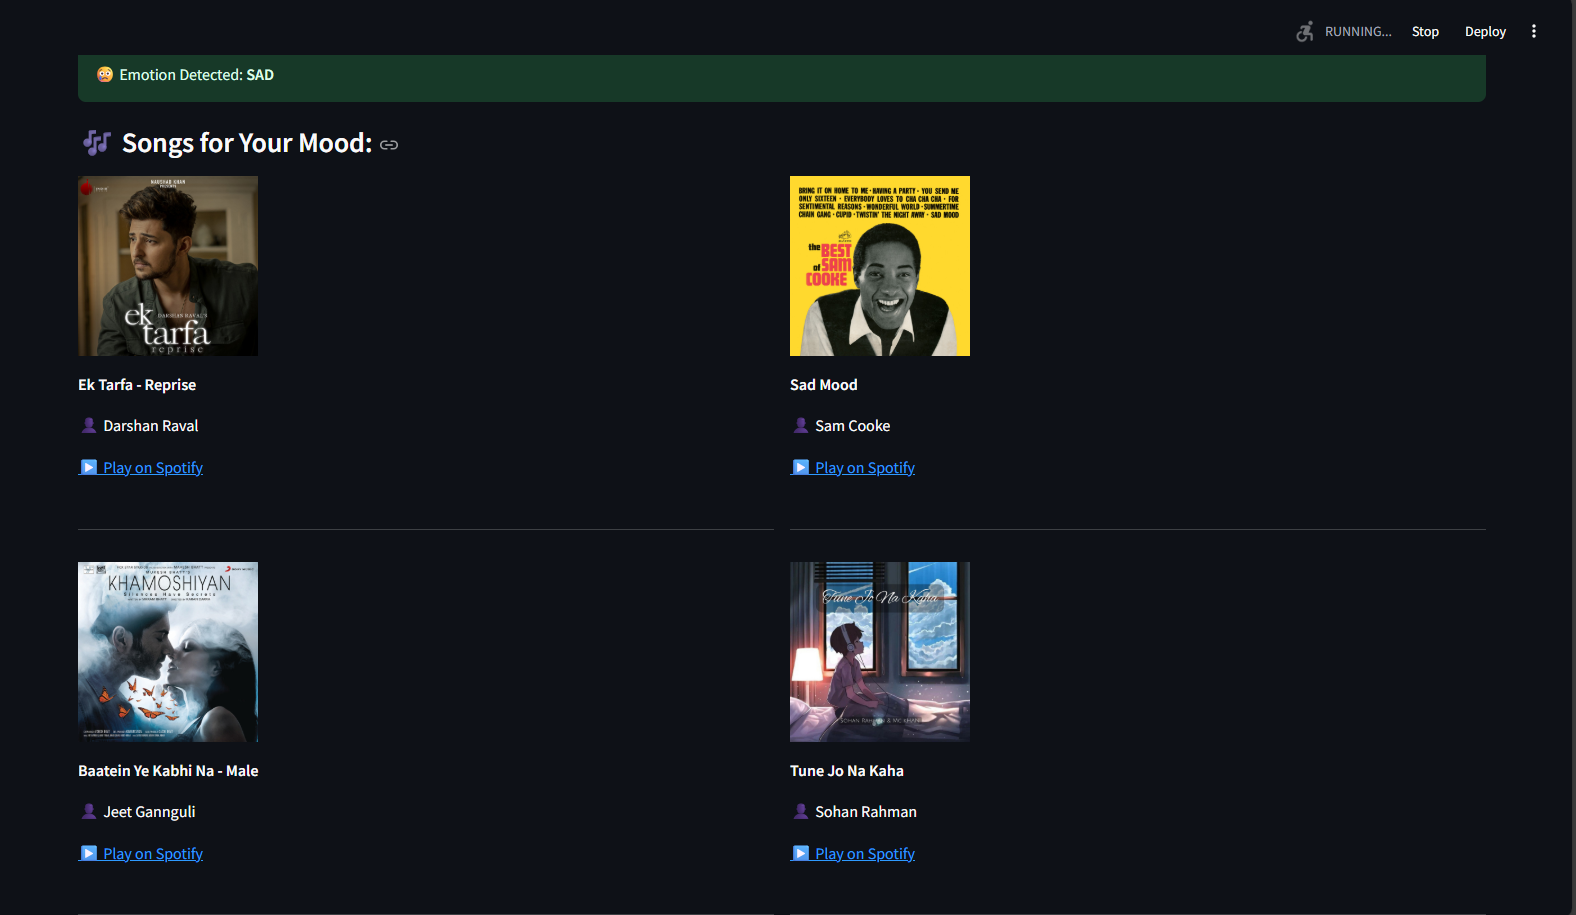 RUNNING...
Stop
Deploy
Emotion Detected: SAD
Songs for Your Mood:
NAUSHAD KHAN
PRESENTS
ek
DARSHAN RAVAL'S
tarfa
reprise
Ek Tarfa - Reprise
Darshan Raval
Play on Spotify
BRING IT ON HOME TO ME · HAVING A PARTY · YOU SEND ME
ONLY SIXTEEN · EVERYBODY LOVES TO CHA CHA CHA · FOR
SENTIMENTAL REASONS · WONDERFUL WORLD · SUMMERTIME
CHAIN GANG · CUPID · TWISTIN' THE NIGHT AWAY · SAD MOOD
the BEST
of SAM
COOKE
Sad Mood
Sam Cooke
Play on Spotify
MUKESH BHATT'S
KHAMOSHIYAN
Silences Have Secrets
Baatein Ye Kabhi Na - Male
Jeet Gannguli
Play on Spotify
Tune Jo Na Kaha
SOHAN RAHMAN & MC KHAN
Tune Jo Na Kaha
Sohan Rahman
Play on Spotify